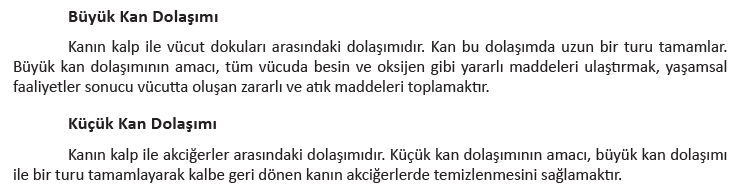 Büyük Kan Dolaşımı
Kanın kalp ile vücut dokuları arasındaki dolaşımıdır. Kan bu dolaşımda uzun bir turu tamamlar.
Büyük kan dolaşımının amacı, tüm vücuda besin ve oksijen gibi yararlı maddeleri ulaştırmak, yaşamsal
faaliyetler sonucu vücutta oluşan zararlı ve atık maddeleri toplamaktır.
Küçük Kan Dolaşımı
Kanın kalp ile akciğerler arasındaki dolaşımıdır. Küçük kan dolaşımının amacı, büyük kan dolaşımı
ile bir turu tamamlayarak kalbe geri dönen kanın akciğerlerde temizlenmesini sağlamaktır.